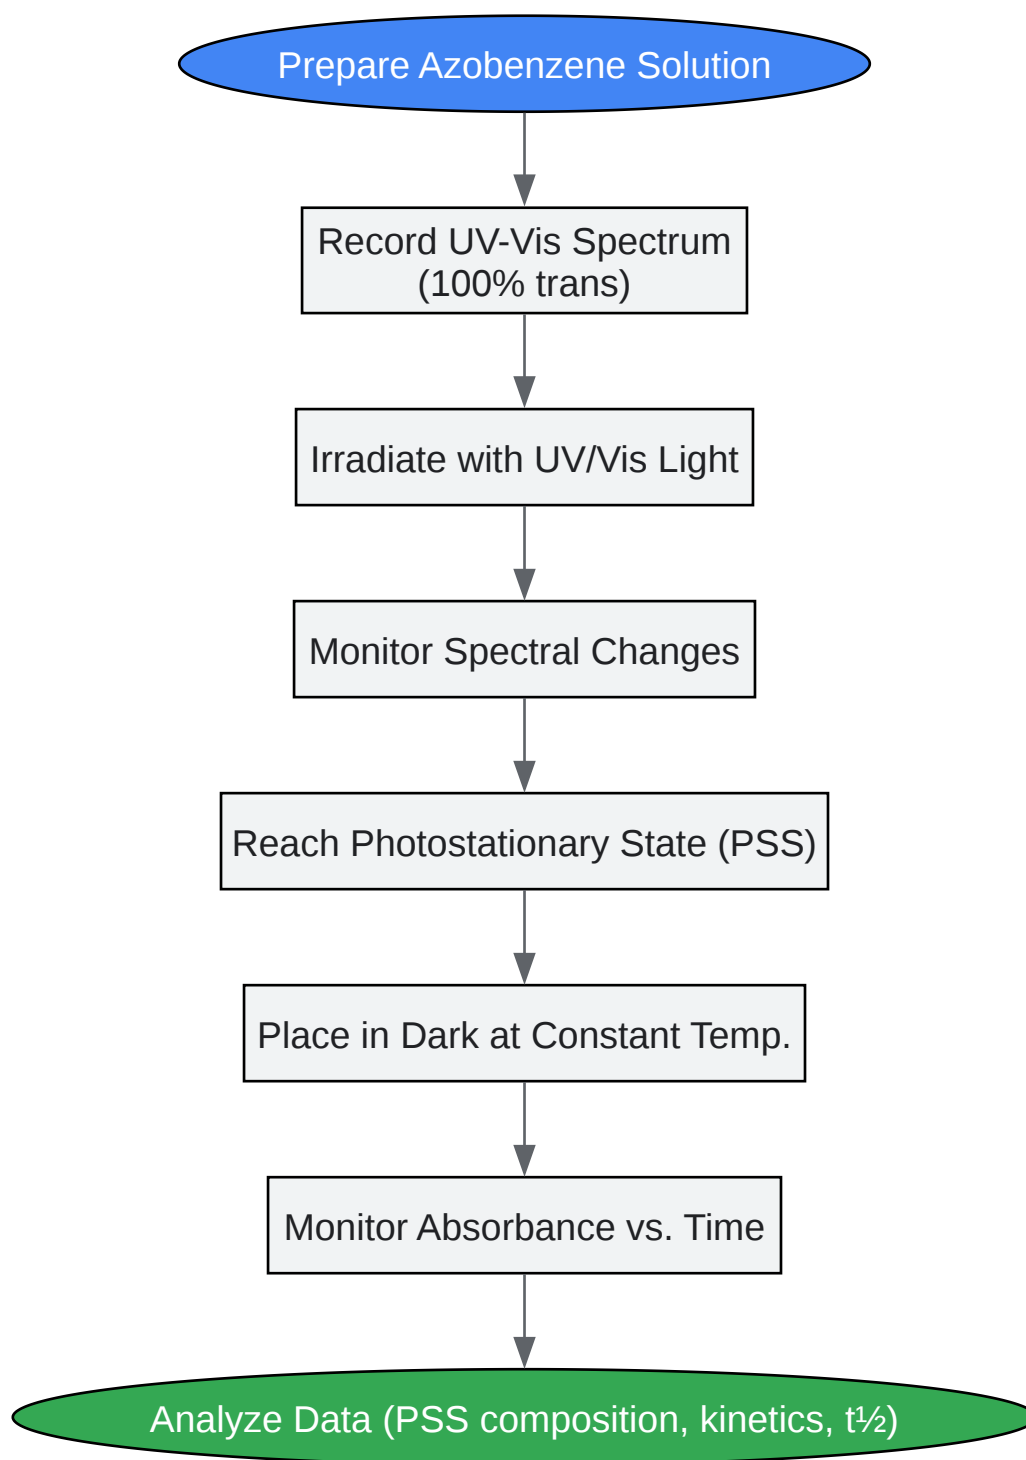 Prepare Azobenzene Solution
Record UV-Vis Spectrum
(100% trans)
Irradiate with UV/Vis Light
Monitor Spectral Changes
Reach Photostationary State (PSS)
Place in Dark at Constant Temp.
Monitor Absorbance vs. Time
Analyze Data (PSS composition, kinetics, t½)